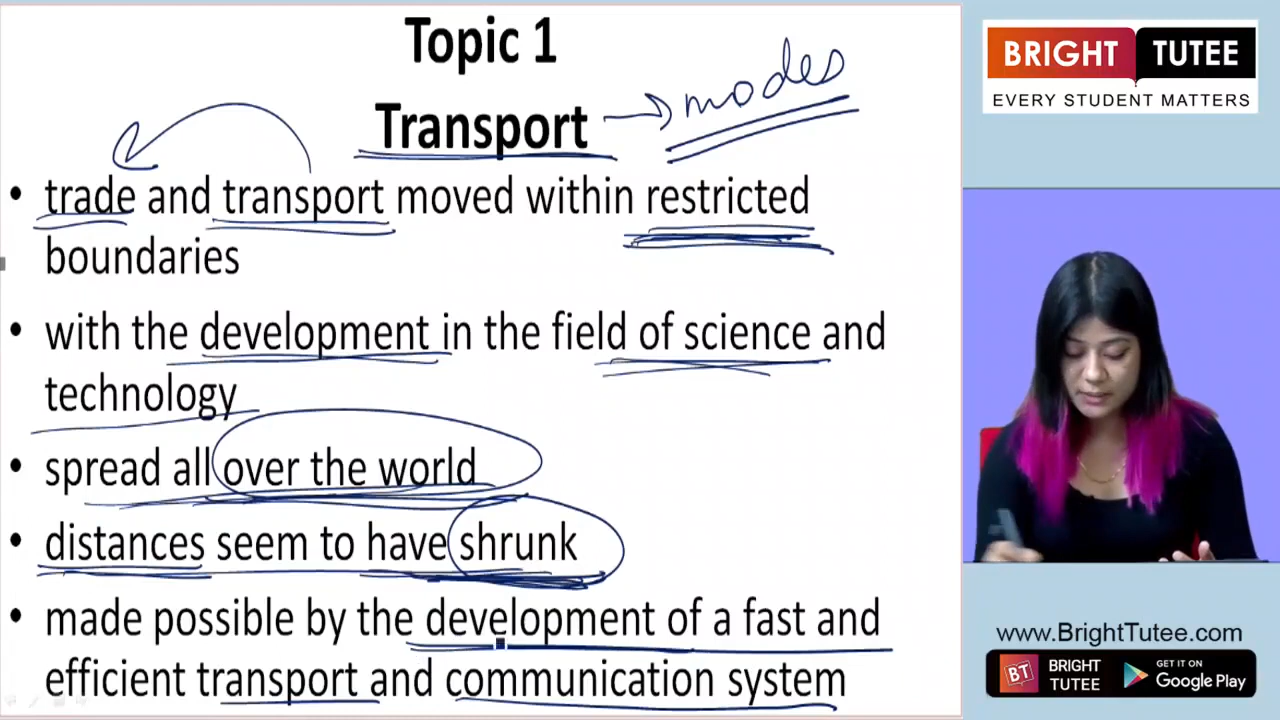 Topic 1
Transport → modes
• trade and transport moved within restricted
boundaries
• with the development in the field of science and
technology
• spread all over the world
• distances seem to have shrunk
• made possible by the development of a fast and
efficient transport and communication system
BRIGHT TUTEE
EVERY STUDENT MATTERS
www.BrightTutee.com
BT BRIGHT TUTEE
GET IT ON
Google Play